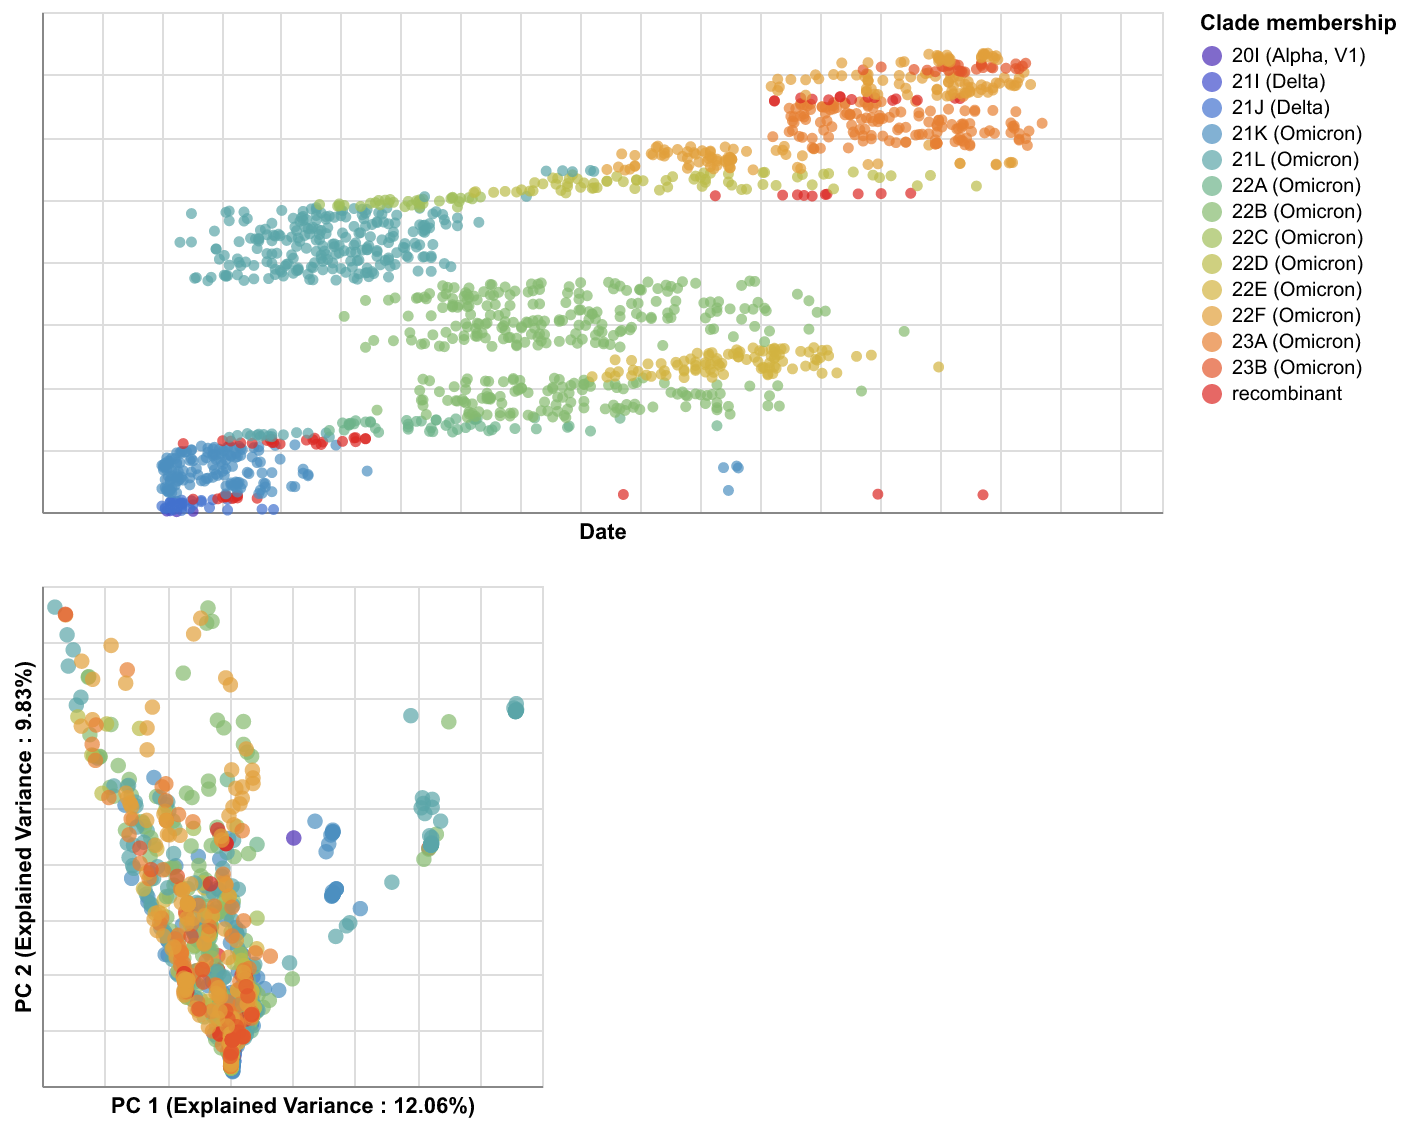 Clade membership
20I (Alpha, V1)
21I (Delta)
21J (Delta)
21K (Omicron)
21L (Omicron)
22A (Omicron)
22B (Omicron)
22C (Omicron)
22D (Omicron)
22E (Omicron)
22F (Omicron)
23A (Omicron)
23B (Omicron)
recombinant
Date
PC 2 (Explained Variance : 9.83%)
PC 1 (Explained Variance : 12.06%)